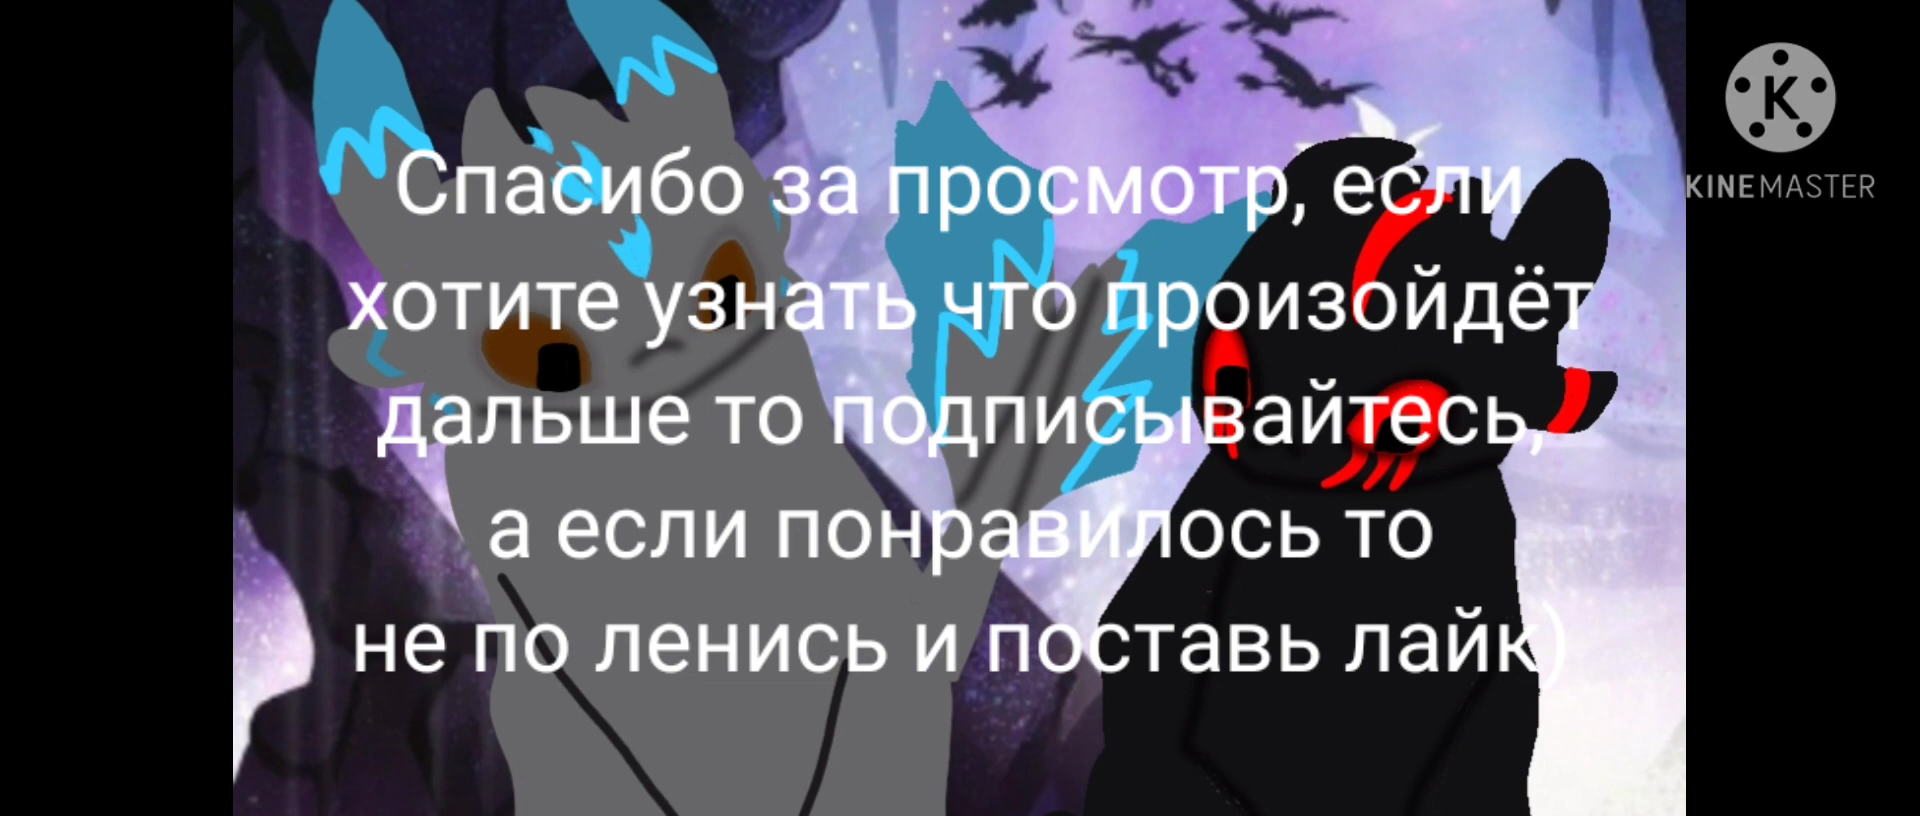 Спасибо за просмотр, если
хотите узнать что произойдёт
дальше то подписывайтесь,
а если понравилось то
не по ленись и поставь лайк)
K
KINEMASTER